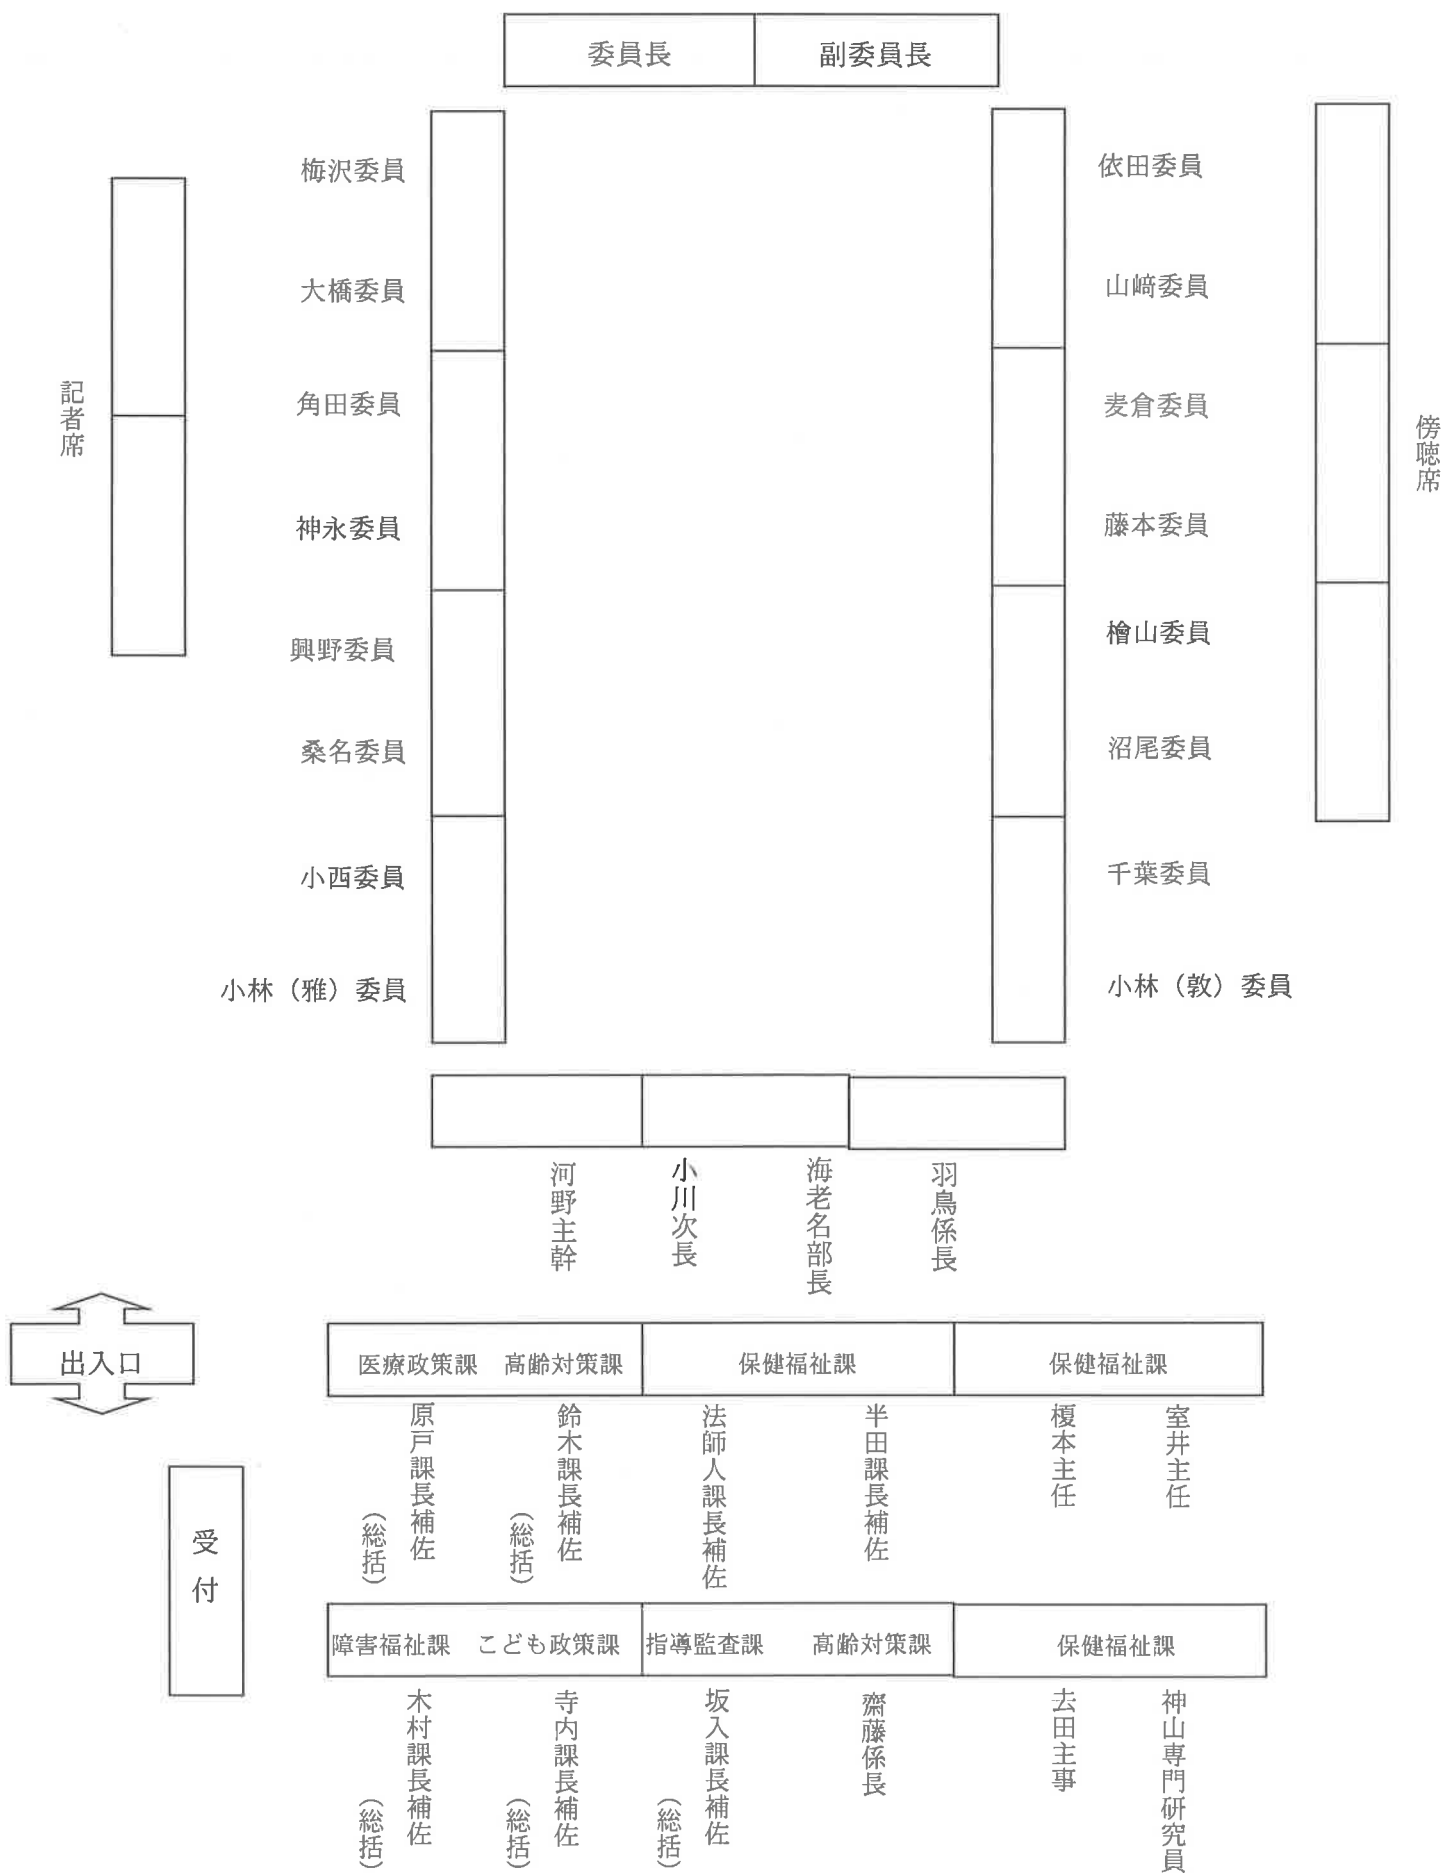 委員長 副委員長
梅沢委員
大橋委員
角田委員
神永委員
興野委員
桑名委員
小西委員
小林（雅）委員
依田委員
山﨑委員
麦倉委員
藤本委員
檜山委員
沼尾委員
千葉委員
小林（敦）委員
記者席
傍聴席
河野主幹
小川次長
海老名部長
羽鳥係長
出入口
受付
医療政策課 高齢対策課 保健福祉課 保健福祉課
原戸課長補佐
（総括）
鈴木課長補佐
（総括）
法師人課長補佐
半田課長補佐
榎本主任
室井主任
障害福祉課 こども政策課 指導監査課 高齢対策課 保健福祉課
木村課長補佐
（総括）
寺内課長補佐
（総括）
坂入課長補佐
（総括）
齋藤係長
去田主事
神山専門研究員